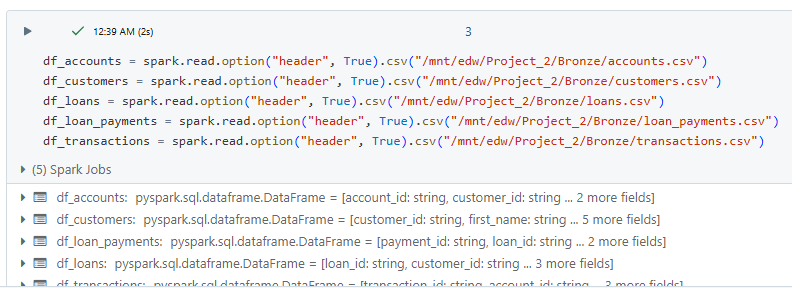 12:39 AM (2s)
3
df_accounts = spark.read.option("header", True).csv("/mnt/edw/Project_2/Bronze/accounts.csv")
df_customers = spark.read.option("header", True).csv("/mnt/edw/Project_2/Bronze/customers.csv")
df_loans = spark.read.option("header", True).csv("/mnt/edw/Project_2/Bronze/loans.csv")
df_loan_payments = spark.read.option("header", True).csv("/mnt/edw/Project_2/Bronze/loan_payments.csv")
df_transactions = spark.read.option("header", True).csv("/mnt/edw/Project_2/Bronze/transactions.csv")
(5) Spark Jobs
df_accounts: pyspark.sql.dataframe.DataFrame = [account_id: string, customer_id: string ... 2 more fields]
df_customers: pyspark.sql.dataframe.DataFrame = [customer_id: string, first_name: string ... 5 more fields]
df_loan_payments: pyspark.sql.dataframe.DataFrame = [payment_id: string, loan_id: string ... 2 more fields]
df_loans: pyspark.sql.dataframe.DataFrame = [loan_id: string, customer_id: string ... 3 more fields]
df_transactions: pyspark.sql.dataframe.DataFrame = [transaction_id: string, account_id: string ... 3 more fields]